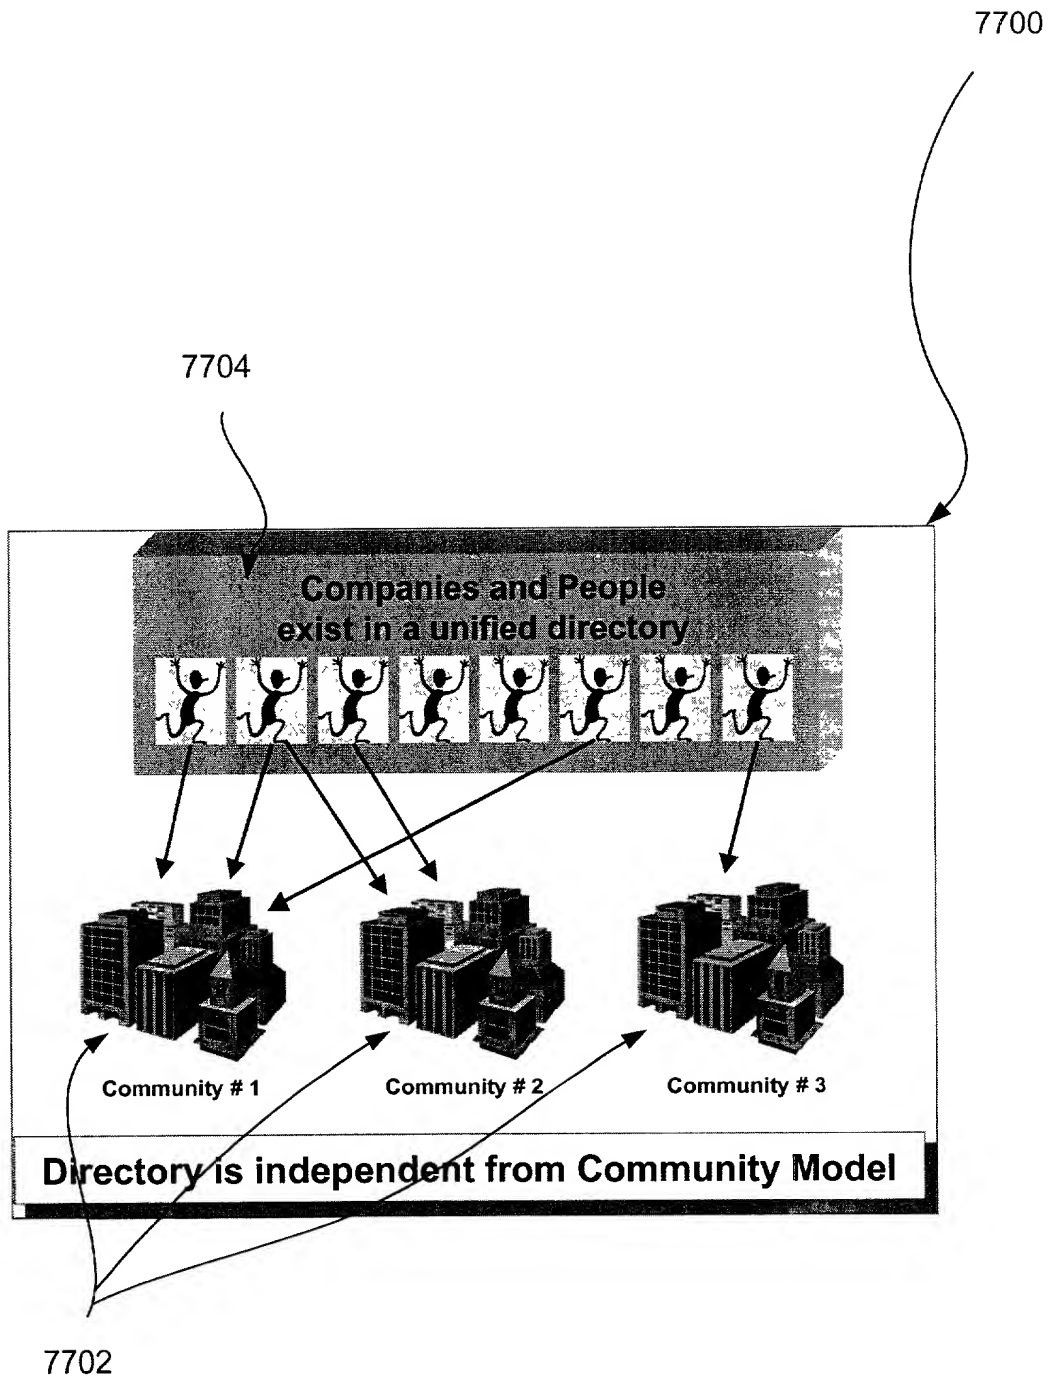 7700
7704
Companies and People
exist in a unified directory
Community # 1
Community # 2
Community # 3
Directory is independent from Community Model
7702